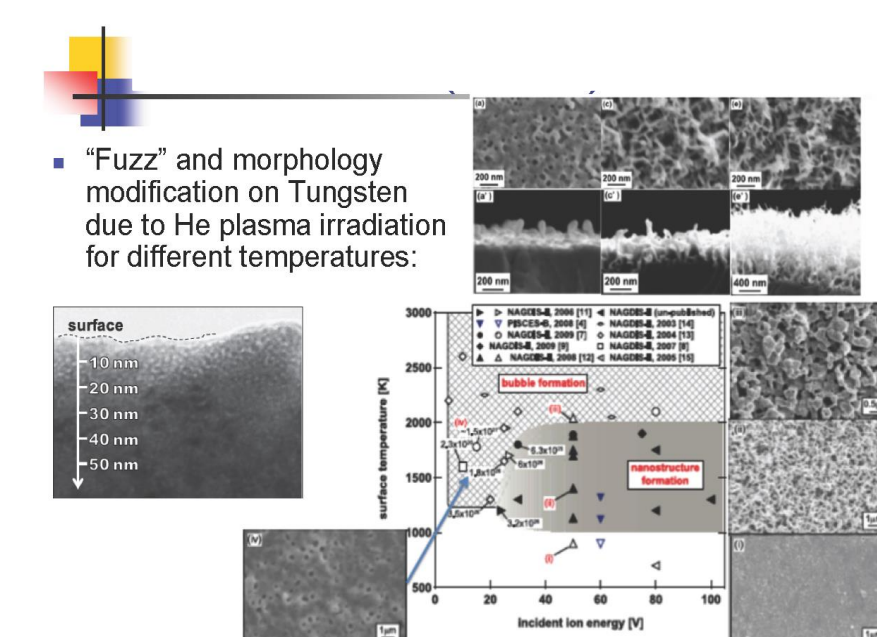 ■ “Fuzz” and morphology
modification on Tungsten
due to He plasma irradiation
for different temperatures:
(a) (c) (e)
200 nm 200 nm 200 nm
(a') (c') (e')
200 nm 200 nm 400 nm
surface
10 nm
20 nm
30 nm
40 nm
50 nm
NAGDIS-II, 2006 [11] NAGDIS-II (un-published)
PISCES-B, 2008 [4] NAGDIS-II, 2003 [14]
NAGDIS-II, 2009 [7] NAGDIS-II, 2004 [13]
NAGDIS-II, 2009 [9] NAGDIS-II, 2007 [8]
NAGDIS-II, 2008 [12] NAGDIS-II, 2005 [15]
3000
2500
2000
1500
1000
500
surface temperature [K]
bubble formation
nanostructure
formation
(iii)
(iv)
(ii)
(i)
0 20 40 60 80 100
incident ion energy [V]
(iii)
(ii)
1µm
(i)
1µm
(iv)
1µm